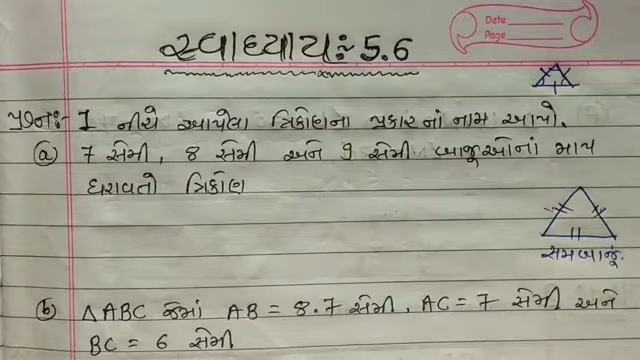 Date
Page
સ્વાધ્યાય:- 5.6
પ્રશ્ન:- 1 નીચે આપેલા ત્રિકોણના પ્રકારનાં નામ આપો.
(a) 7 સેમી, 8 સેમી અને 9 સેમી બાજુઓનાં માપ
ધરાવતો ત્રિકોણ
સમબાજુ.
(b) △ABC જેમાં AB = 8.7 સેમી, AC = 7 સેમી અને
BC = 6 સેમી